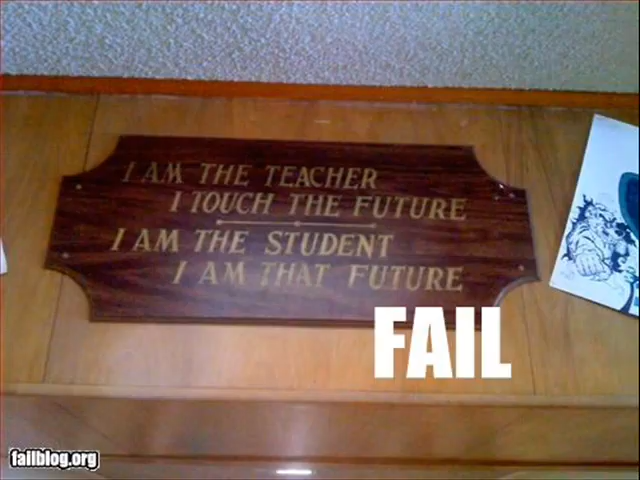 I AM THE TEACHER
I TOUCH THE FUTURE
I AM THE STUDENT
I AM THAT FUTURE
FAIL
failblog.org